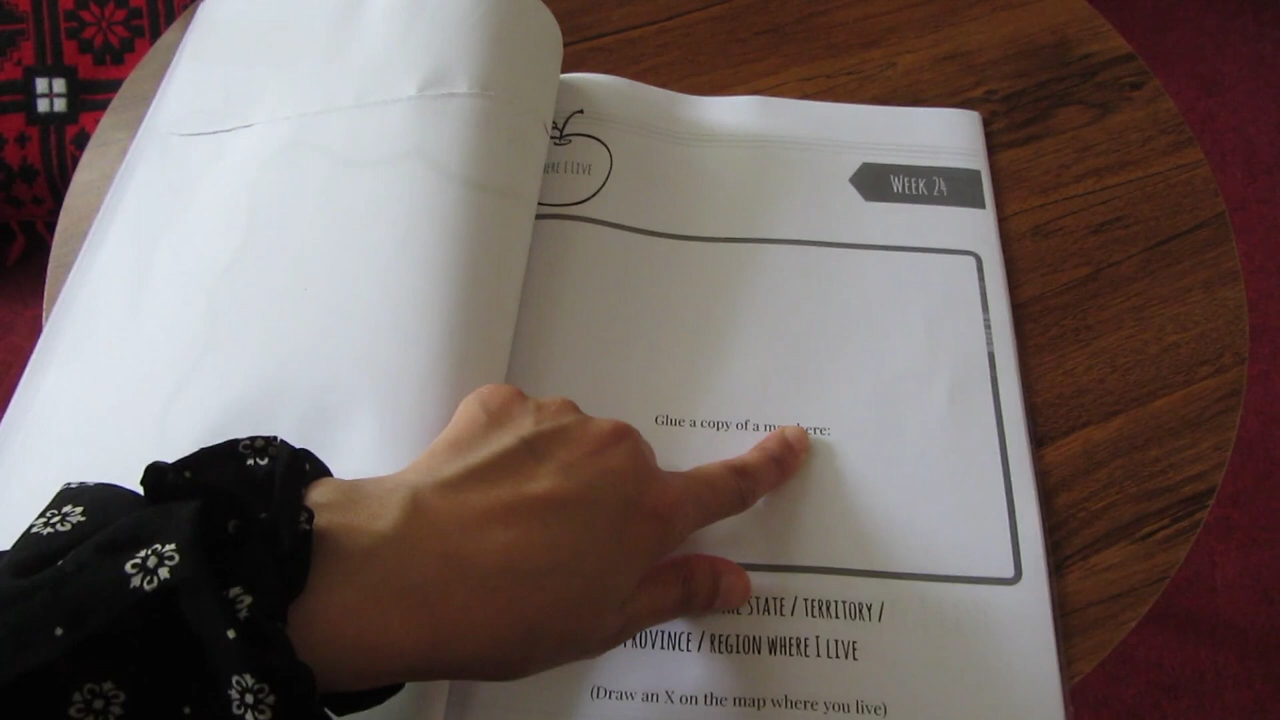 I LIVE
WEEK 24
Glue a copy of a here:
STATE / TERRITORY /
PROVINCE / REGION WHERE I LIVE
(Draw an X on the map where you live)